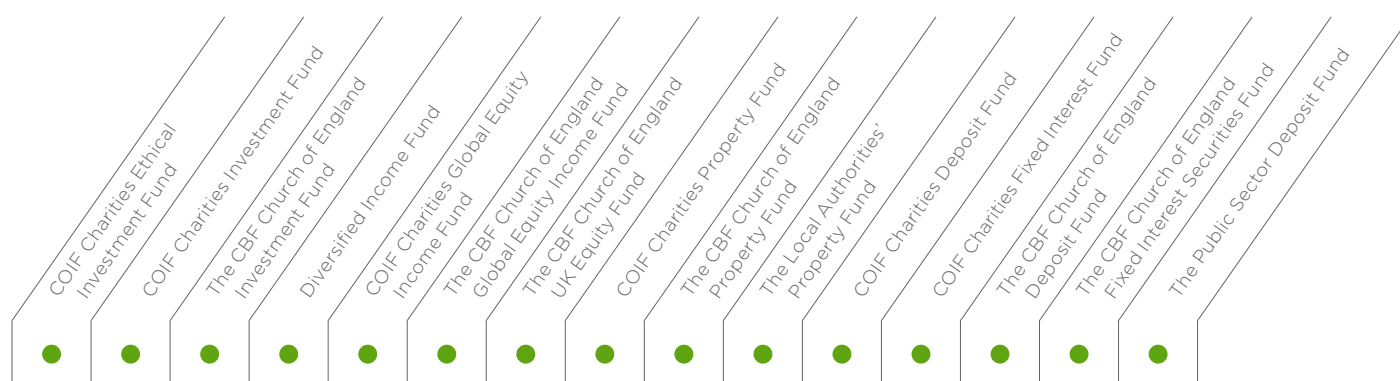 COIF Charities Ethical
Investment Fund
COIF Charities Investment Fund
The CBF Church of England
Investment Fund
Diversified Income Fund
COIF Charities Global Equity
Income Fund
The CBF Church of England
Global Equity Income Fund
The CBF Church of England
UK Equity Fund
COIF Charities Property Fund
The CBF Church of England
Property Fund
The Local Authorities'
Property Fund
COIF Charities Deposit Fund
COIF Charities Fixed Interest Fund
The CBF Church of England
Deposit Fund
The CBF Church of England
Fixed Interest Securities Fund
The Public Sector Deposit Fund